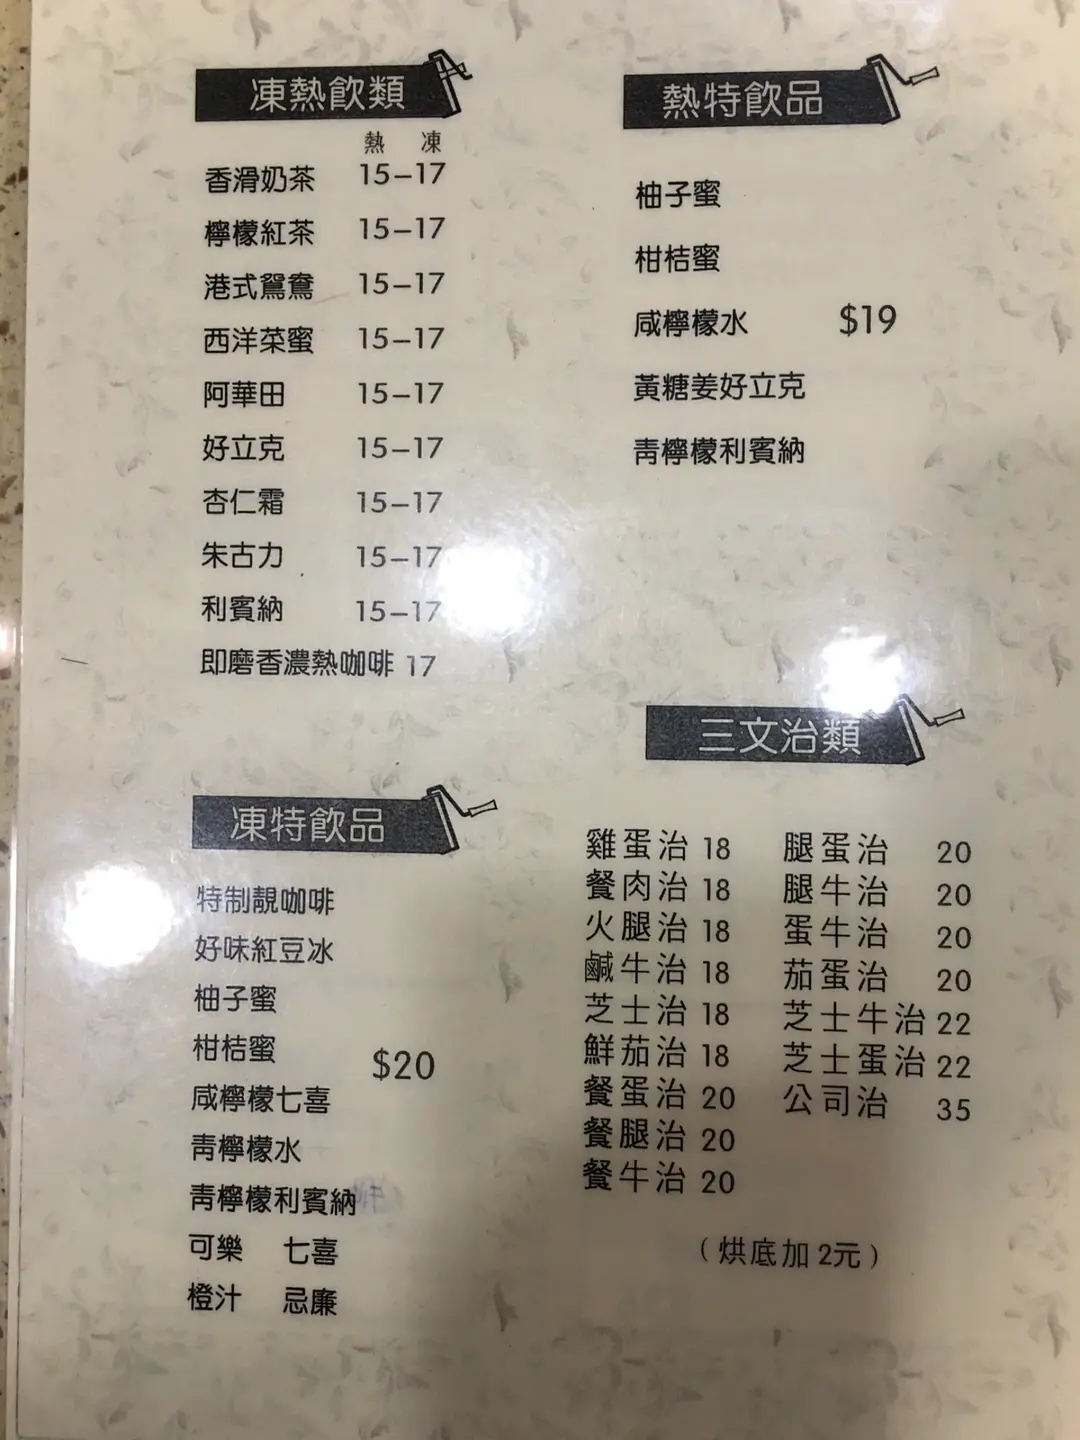 凍熱飲類
熱 凍
香滑奶茶 15–17
檸檬紅茶 15–17
港式鴛鴦 15–17
西洋菜蜜 15–17
阿華田 15–17
好立克 15–17
杏仁霜 15–17
朱古力 15–17
利賓納 15–17
即磨香濃熱咖啡 17
熱特飲品
柚子蜜
柑桔蜜
咸檸檬水 $19
黃糖姜好立克
靑檸檬利賓納
凍特飲品
特制靚咖啡
好味紅豆冰
柚子蜜
柑桔蜜 $20
咸檸檬七喜
靑檸檬水
靑檸檬利賓納
可樂 七喜
橙汁 忌廉
三文治類
雞蛋治 18 腿蛋治 20
餐肉治 18 腿牛治 20
火腿治 18 蛋牛治 20
鹹牛治 18 茄蛋治 20
芝士治 18 芝士牛治 22
鮮茄治 18 芝士蛋治 22
餐蛋治 20 公司治 35
餐腿治 20
餐牛治 20
（烘底加 2元）